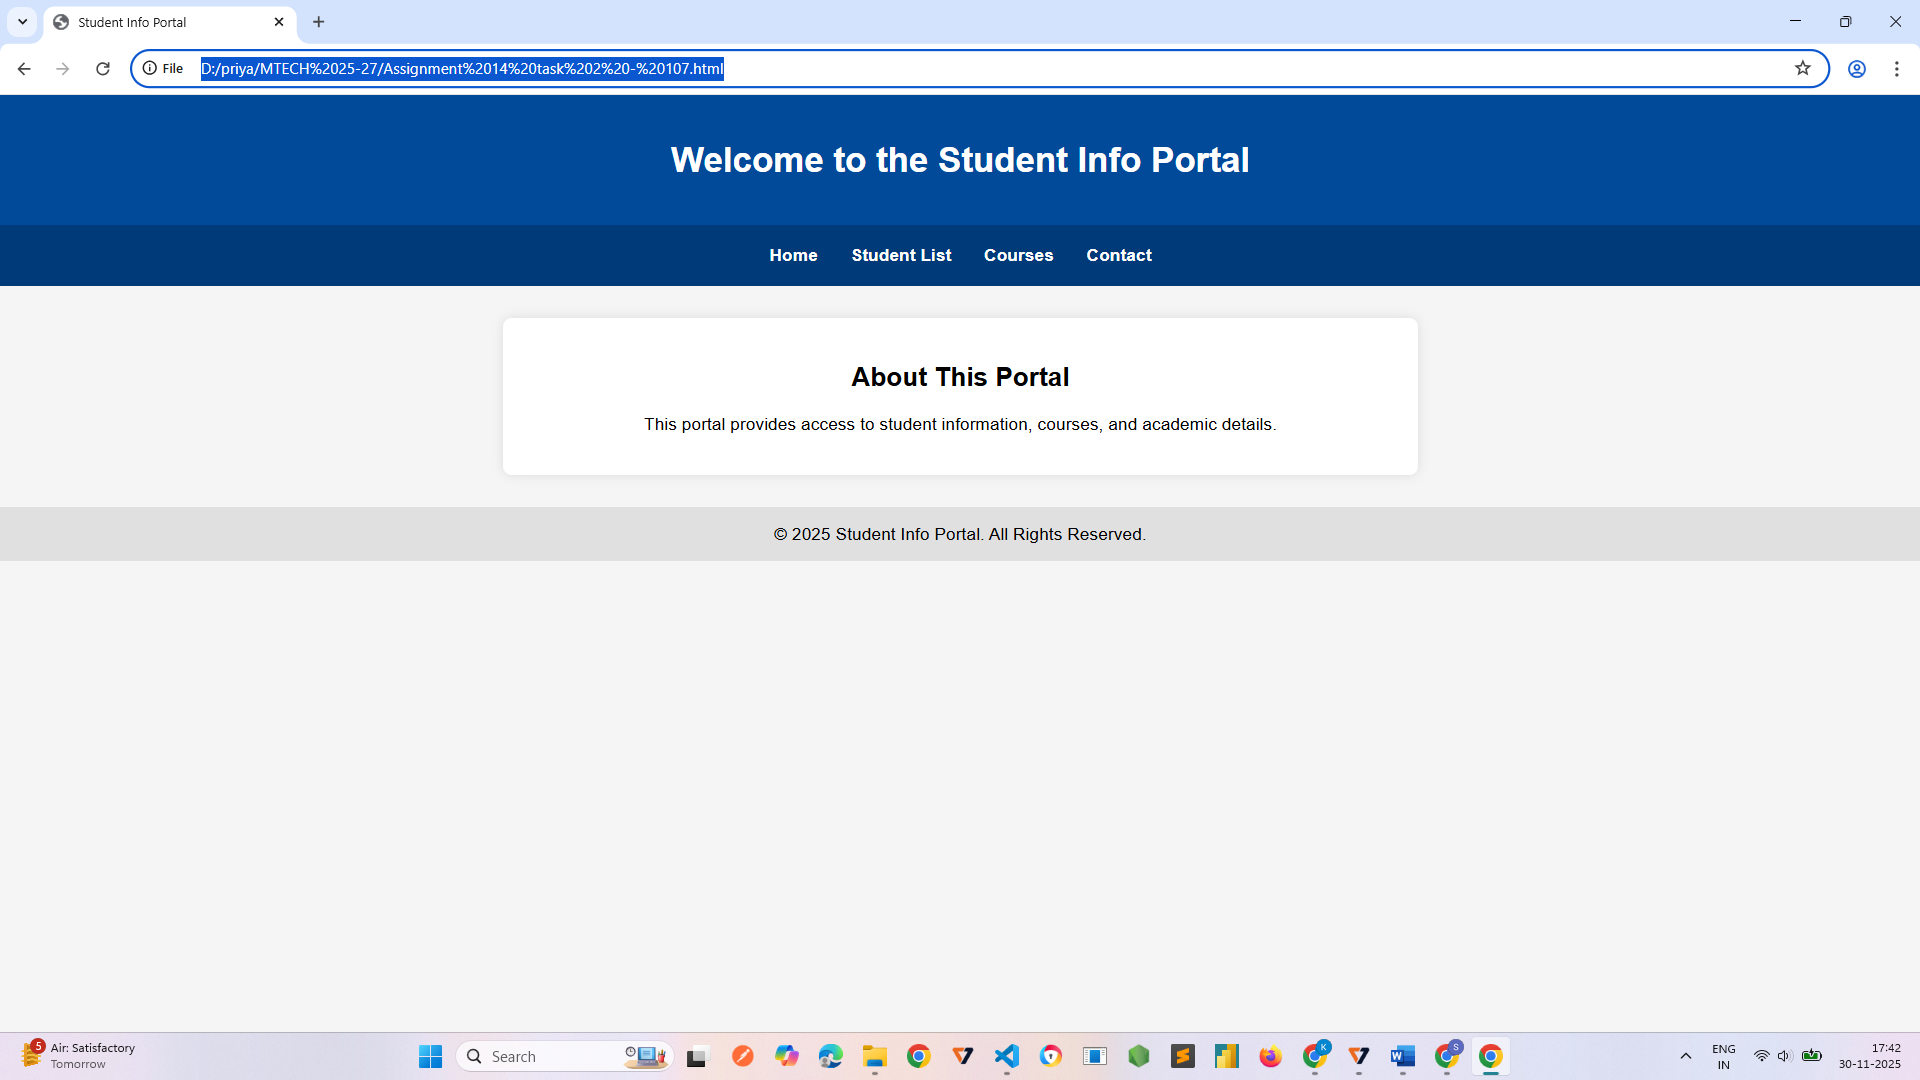 Student Info Portal
File
D:/priya/MTECH%2025-27/Assignment%2014%20task%202%20-%20107.html
Welcome to the Student Info Portal
Home Student List Courses Contact
About This Portal
This portal provides access to student information, courses, and academic details.
© 2025 Student Info Portal. All Rights Reserved.
5
Air: Satisfactory
Tomorrow
Search
K
S
ENG
IN
17:42
30-11-2025